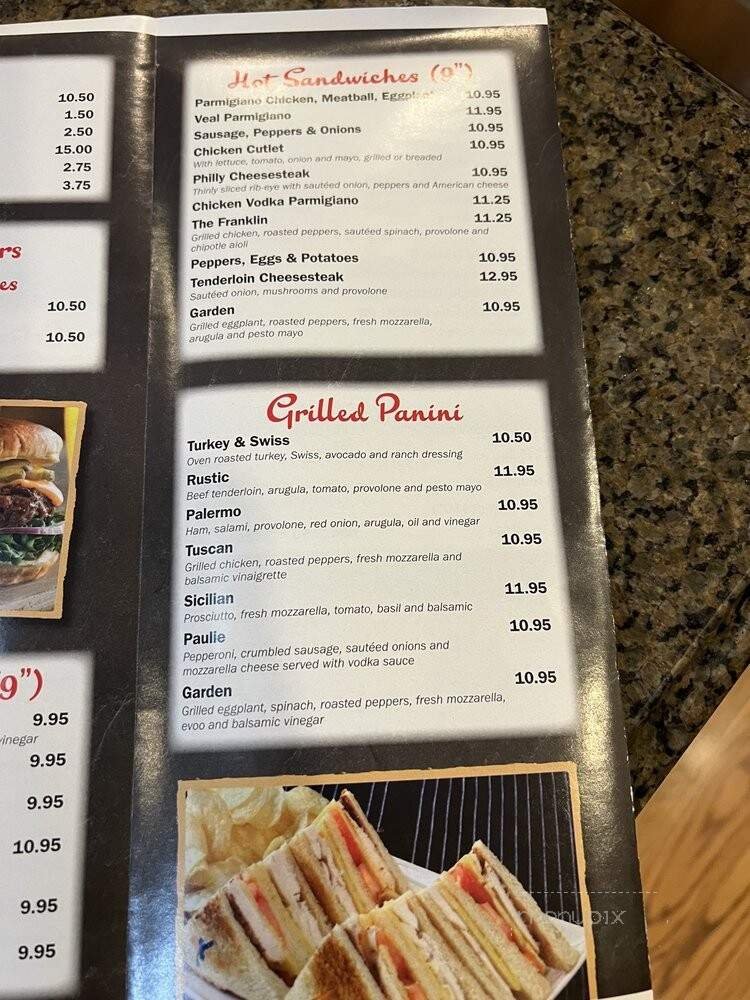 10.50
1.50
2.50
15.00
2.75
3.75
rs
es
10.50
10.50
9")
9.95
vinegar
9.95
9.95
10.95
9.95
9.95
Hot Sandwiches (9")
Parmigiano Chicken, Meatball, 10.95
Veal Parmigiano 11.95
Sausage, Peppers & Onions 10.95
Chicken Cutlet 10.95
With lettuce, tomato, onion and mayo, grilled or breaded
Philly Cheesesteak 10.95
Thinly sliced rib-eye with sautéed onion, peppers and American cheese
Chicken Vodka Parmigiano 11.25
The Franklin 11.25
Grilled chicken, roasted peppers, sautéed spinach, provolone and
chipotle aioli
Peppers, Eggs & Potatoes 10.95
Tenderloin Cheesesteak 12.95
Sautéed onion, mushrooms and provolone
Garden 10.95
Grilled eggplant, roasted peppers, fresh mozzarella,
arugula and pesto mayo
Grilled Panini
Turkey & Swiss 10.50
Oven roasted turkey, Swiss, avocado and ranch dressing
Rustic 11.95
Beef tenderloin, arugula, tomato, provolone and pesto mayo
Palermo 10.95
Ham, salami, provolone, red onion, arugula, oil and vinegar
Tuscan 10.95
Grilled chicken, roasted peppers, fresh mozzarella and
balsamic vinaigrette
Sicilian 11.95
Prosciutto, fresh mozzarella, tomato, basil and balsamic
Paulie 10.95
Pepperoni, crumbled sausage, sautéed onions and
mozzarella cheese served with vodka sauce
Garden 10.95
Grilled eggplant, spinach, roasted peppers, fresh mozzarella,
evoo and balsamic vinegar
menupix